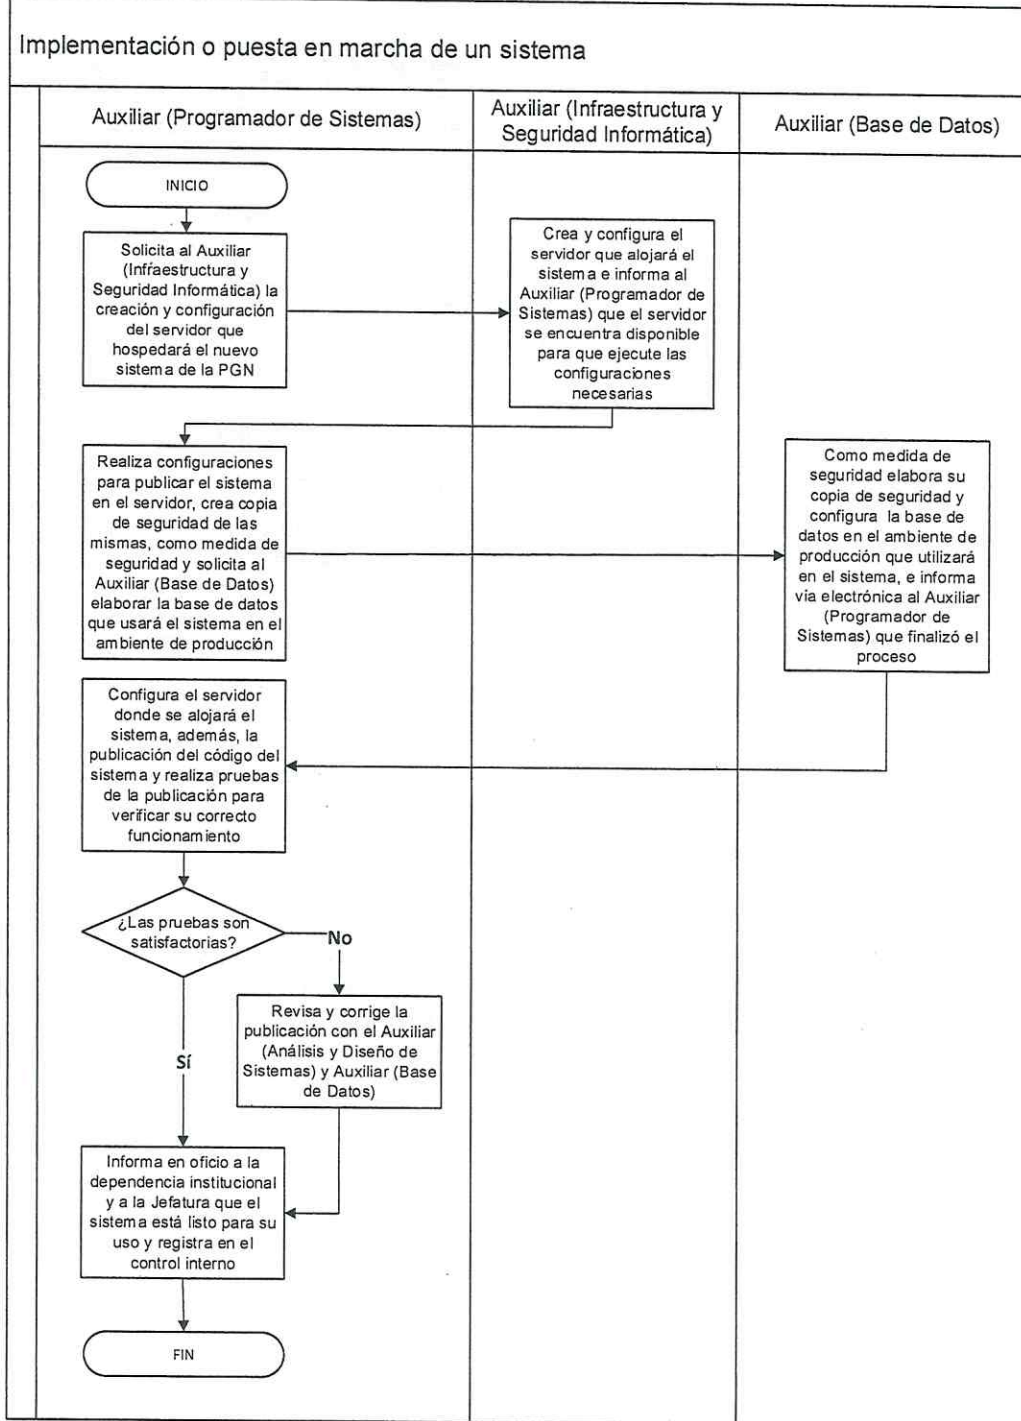 Implementación o puesta en marcha de un sistema
Auxiliar (Programador de Sistemas)
Auxiliar (Infraestructura y
Seguridad Informática)
Auxiliar (Base de Datos)
INICIO
Solicita al Auxiliar
(Infraestructura y
Seguridad Informática) la
creación y configuración
del servidor que
hospedará el nuevo
sistema de la PGN
Crea y configura el
servidor que alojará el
sistema e informa al
Auxiliar (Programador de
Sistemas) que el servidor
se encuentra disponible
para que ejecute las
configuraciones
necesarias
Realiza configuraciones
para publicar el sistema
en el servidor, crea copia
de seguridad de las
mismas, como medida de
seguridad y solicita al
Auxiliar (Base de Datos)
elaborar la base de datos
que usará el sistema en el
ambiente de producción
Como medida de
seguridad elabora su
copia de seguridad y
configura la base de
datos en el ambiente de
producción que utilizará
en el sistema, e informa
vía electrónica al Auxiliar
(Programador de
Sistemas) que finalizó el
proceso
Configura el servidor
donde se alojará el
sistema, además, la
publicación del código del
sistema y realiza pruebas
de la publicación para
verificar su correcto
funcionamiento
¿Las pruebas son
satisfactorias?
No
Revisa y corrige la
publicación con el Auxiliar
(Análisis y Diseño de
Sistemas) y Auxiliar (Base
de Datos)
Sí
Informa en oficio a la
dependencia institucional
y a la Jefatura que el
sistema está listo para su
uso y registra en el
control interno
FIN